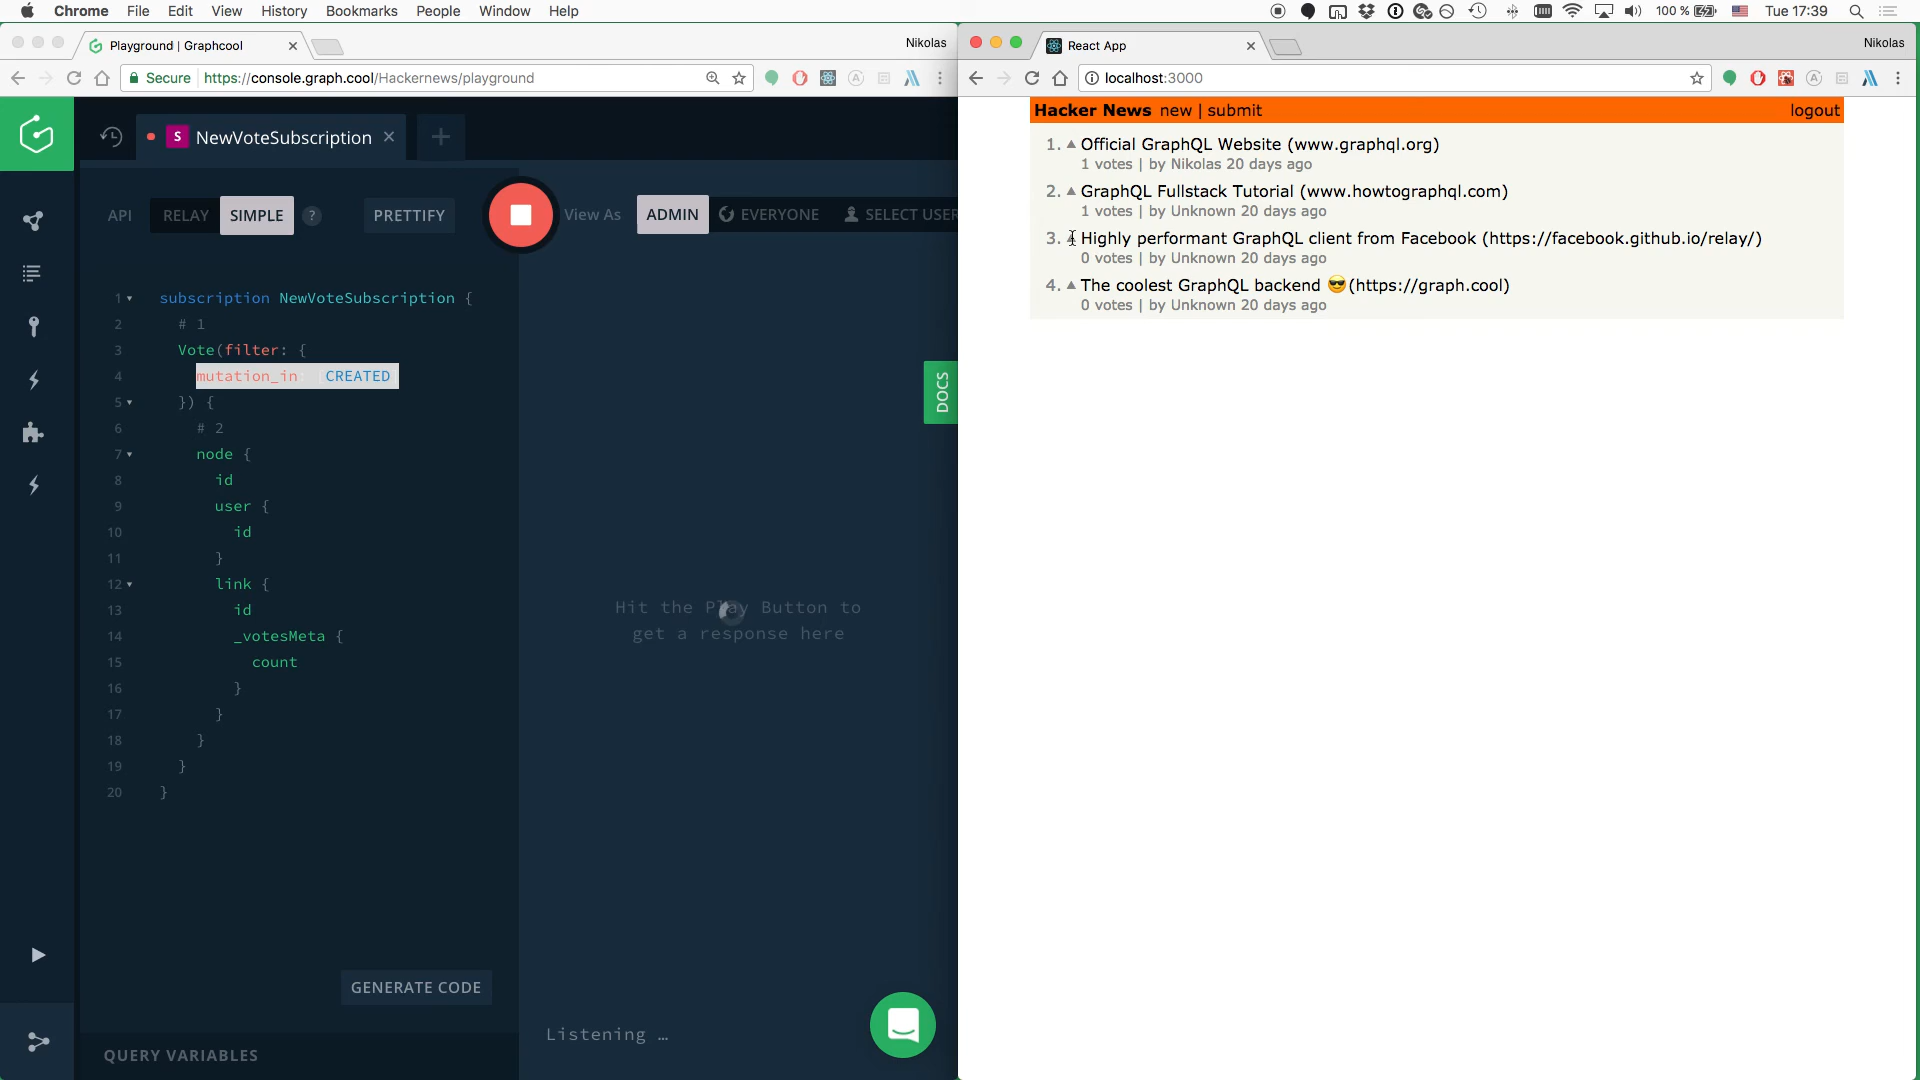 Chrome File Edit View History Bookmarks People Window Help
100 % Tue 17:39
Playground | Graphcool
Nikolas
Secure https://console.graph.cool/Hackernews/playground
S NewVoteSubscription
API RELAY SIMPLE ? PRETTIFY View As ADMIN EVERYONE SELECT USER
1 subscription NewVoteSubscription {
2 # 1
3 Vote(filter: {
4 mutation_in CREATED
5 }) {
6 # 2
7 node {
8 id
9 user {
10 id
11 }
12 link {
13 id
14 _votesMeta {
15 count
16 }
17 }
18 }
19 }
20 }
Hit the Play Button to
get a response here
DOCS
GENERATE CODE
Listening …
QUERY VARIABLES
React App
Nikolas
localhost:3000
Hacker News new | submit logout
1. Official GraphQL Website (www.graphql.org)
1 votes | by Nikolas 20 days ago
2. GraphQL Fullstack Tutorial (www.howtographql.com)
1 votes | by Unknown 20 days ago
3. Highly performant GraphQL client from Facebook (https://facebook.github.io/relay/)
0 votes | by Unknown 20 days ago
4. The coolest GraphQL backend 😎(https://graph.cool)
0 votes | by Unknown 20 days ago